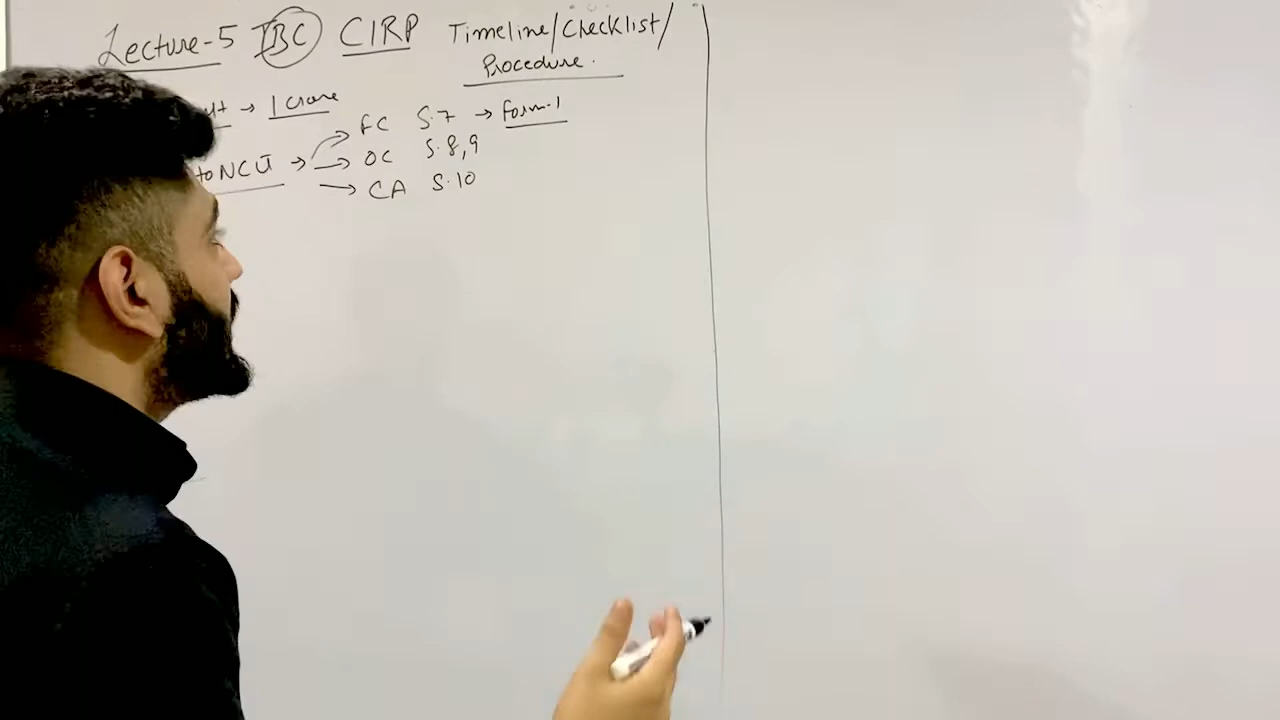 Lecture-5 IBC CIRP Timeline/Checklist/
Procedure.
→ 1 Crore
to NCLT → FC S.7 → Form-1
→ OC S.8,9
→ CA S.10